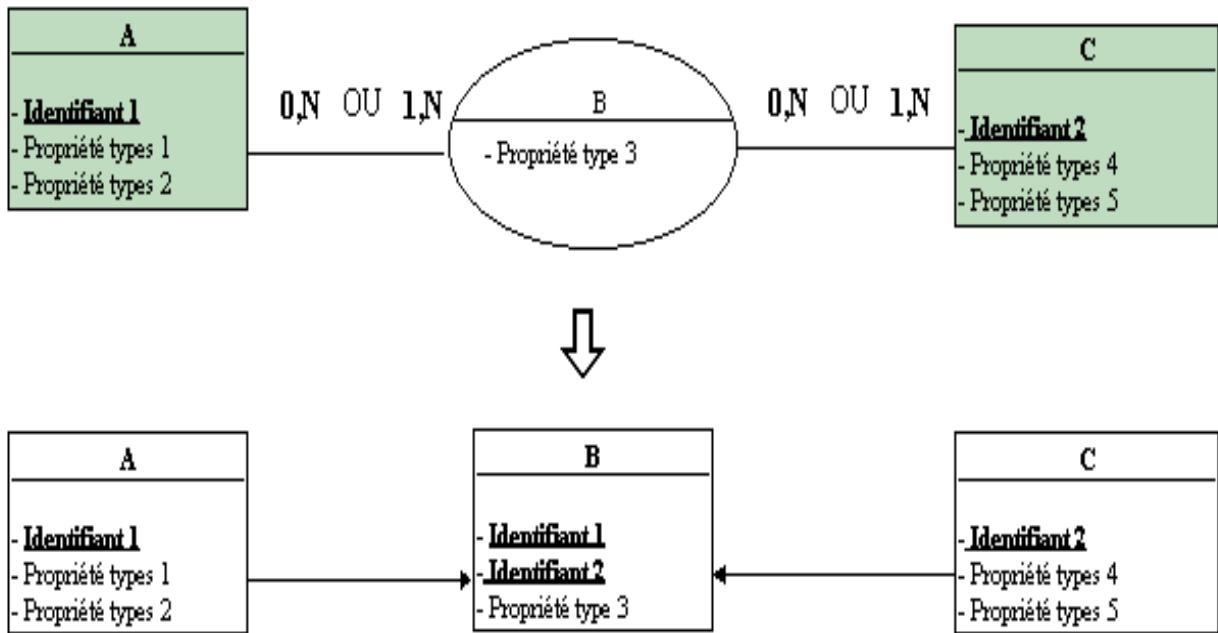 A
- Identifiant 1
- Propriété types 1
- Propriété types 2
0,N OU 1,N
B
- Propriété type 3
0,N OU 1,N
C
- Identifiant 2
- Propriété types 4
- Propriété types 5
A
- Identifiant 1
- Propriété types 1
- Propriété types 2
B
- Identifiant 1
- Identifiant 2
- Propriété type 3
C
- Identifiant 2
- Propriété types 4
- Propriété types 5